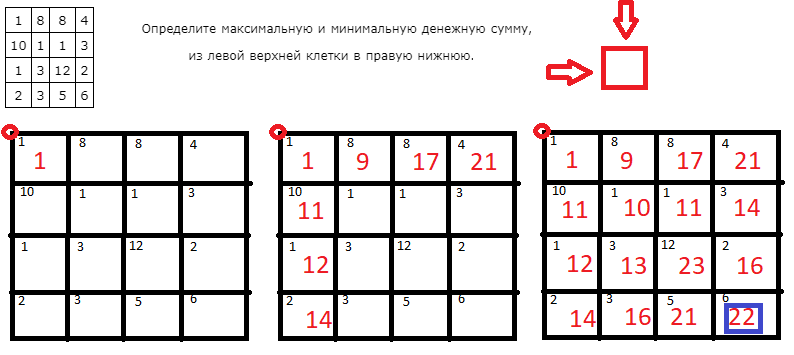 1 8 8 4
10 1 1 3
1 3 12 2
2 3 5 6
Определите максимальную и минимальную денежную сумму,
из левой верхней клетки в правую нижнюю.
1 8 8 4
1
10 1 1 3
1 3 12 2
2 3 5 6
1 8 8 4
1 9 17 21
10 1 1 3
11
1 3 12 2
12
2 3 5 6
14
1 8 8 4
1 9 17 21
10 1 1 3
11 10 11 14
1 3 12 2
12 13 23 16
2 3 5 6
14 16 21 22